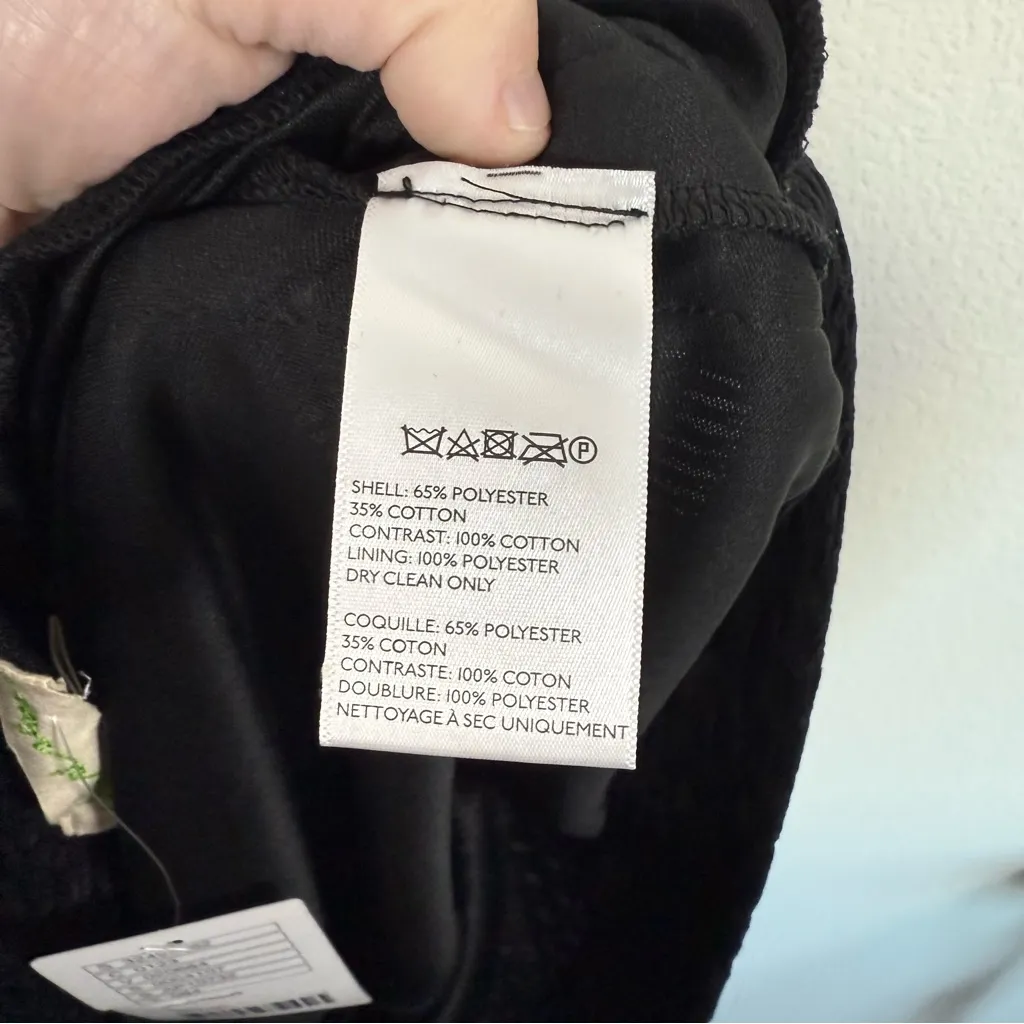 P
SHELL: 65% POLYESTER
35% COTTON
CONTRAST: 100% COTTON
LINING: 100% POLYESTER
DRY CLEAN ONLY
COQUILLE: 65% POLYESTER
35% COTON
CONTRASTE: 100% COTON
DOUBLURE: 100% POLYESTER
NETTOYAGE À SEC UNIQUEMENT